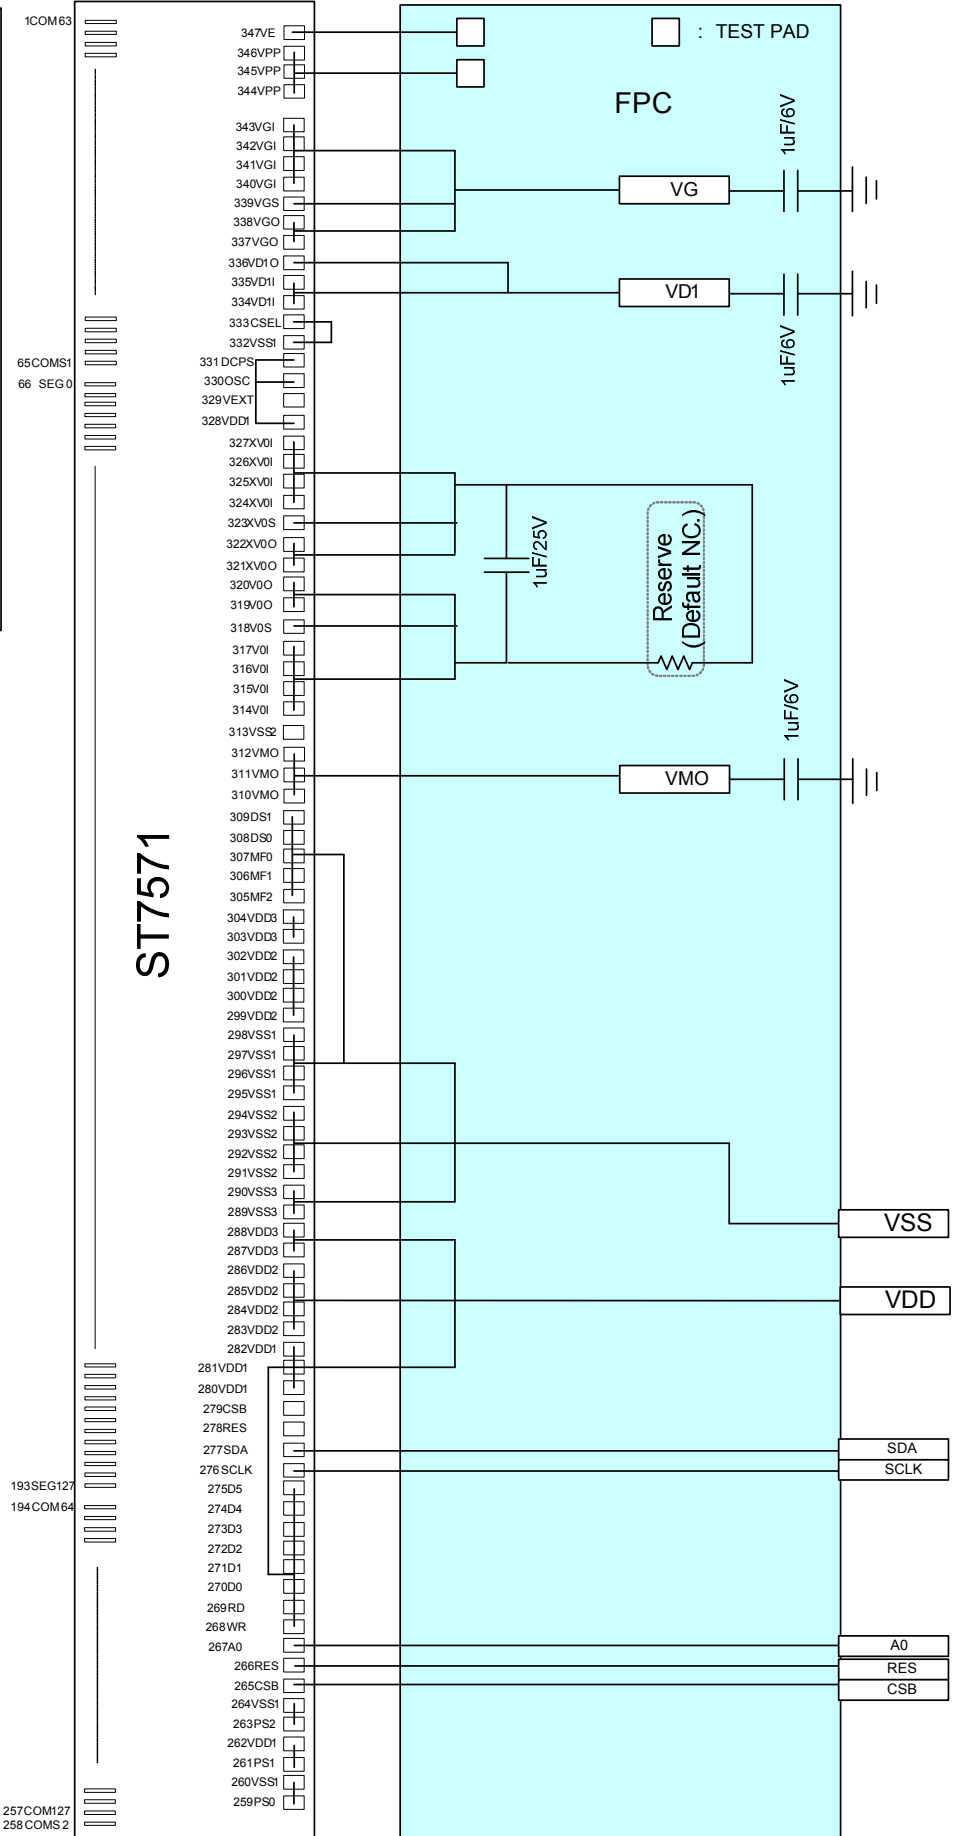 1COM63
65COMS1
66 SEG0
193SEG127
194COM64
257COM127
258COMS2
ST7571
347VE
346VPP
345VPP
344VPP
343VGI
342VGI
341VGI
340VGI
339VGS
338VGO
337VGO
336VD1O
335VD1I
334VD1I
333CSEL
332VSS1
331DCPS
330OSC
329VEXT
328VDD1
327XV0I
326XV0I
325XV0I
324XV0I
323XV0S
322XV0O
321XV0O
320V0O
319V0O
318V0S
317V0I
316V0I
315V0I
314V0I
313VSS2
312VMO
311VMO
310VMO
309DS1
308DS0
307MF0
306MF1
305MF2
304VDD3
303VDD3
302VDD2
301VDD2
300VDD2
299VDD2
298VSS1
297VSS1
296VSS1
295VSS1
294VSS2
293VSS2
292VSS2
291VSS2
290VSS3
289VSS3
288VDD3
287VDD3
286VDD2
285VDD2
284VDD2
283VDD2
282VDD1
281VDD1
280VDD1
279CSB
278RES
277SDA
276SCLK
275D5
274D4
273D3
272D2
271D1
270D0
269RD
268WR
267A0
266RES
265CSB
264VSS1
263PS2
262VDD1
261PS1
260VSS1
259PS0
: TEST PAD
FPC
VG
1uF/6V
VD1
1uF/6V
1uF/25V
Reserve
(Default NC.)
VMO
1uF/6V
VSS
VDD
SDA
SCLK
A0
RES
CSB